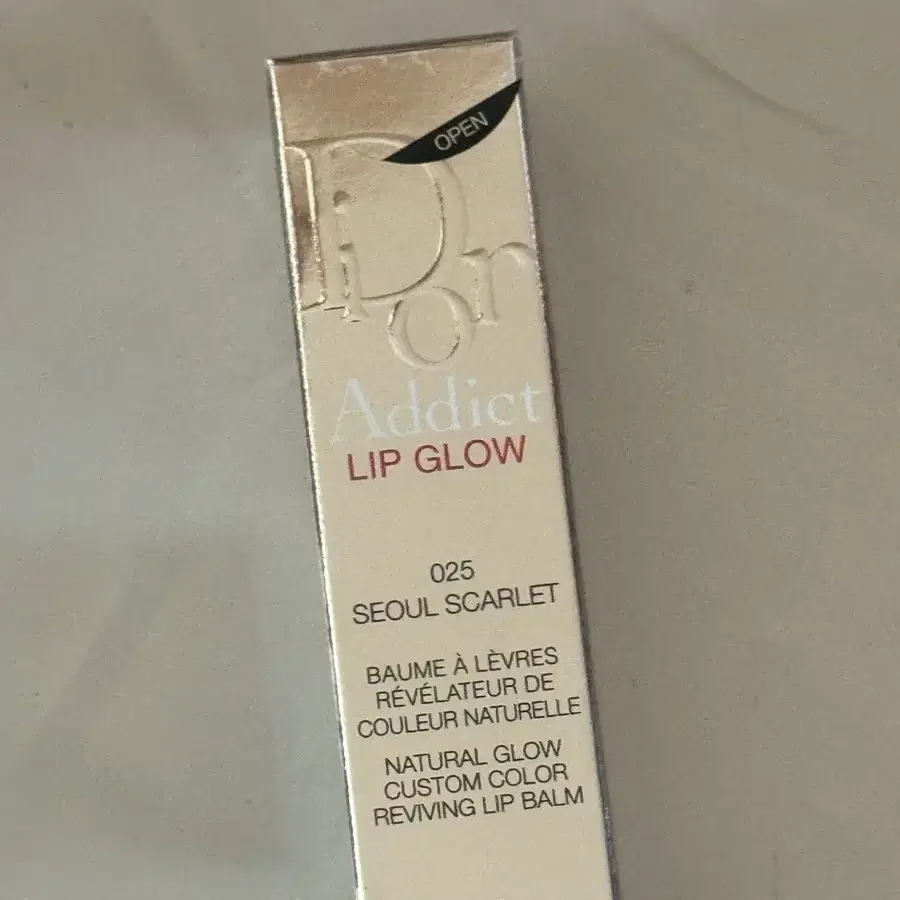 OPEN
Dior
Addict
LIP GLOW
025
SEOUL SCARLET
BAUME À LÈVRES
RÉVÉLATEUR DE
COULEUR NATURELLE
NATURAL GLOW
CUSTOM COLOR
REVIVING LIP BALM